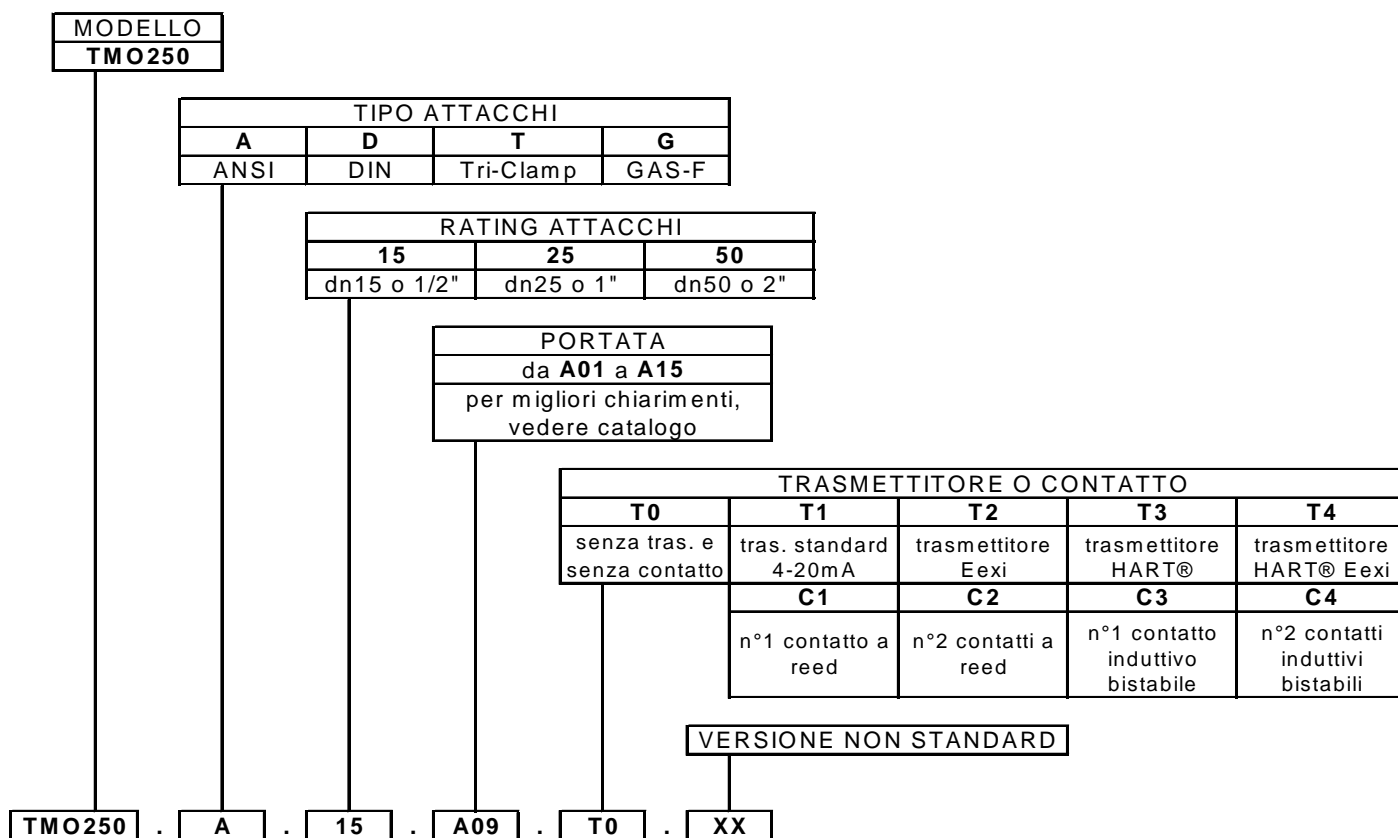 MODELLO
TMO250
TIPO ATTACCHI
A D T G
ANSI DIN Tri-Clamp GAS-F
RATING ATTACCHI
15 25 50
dn15 o 1/2" dn25 o 1" dn50 o 2"
PORTATA
da A01 a A15
per migliori chiarimenti,
vedere catalogo
TRASMETTITORE O CONTATTO
T0 T1 T2 T3 T4
senza tras. e tras. standard trasmettitore trasmettitore trasmettitore
senza contatto 4-20mA Eexi HART® HART® Eexi
C1 C2 C3 C4
n°1 contatto a reed
n°2 contatti a reed
n°1 contatto induttivo bistabile
n°2 contatti induttivi bistabili
VERSIONE NON STANDARD
TMO250 . A . 15 . A09 . T0 . XX